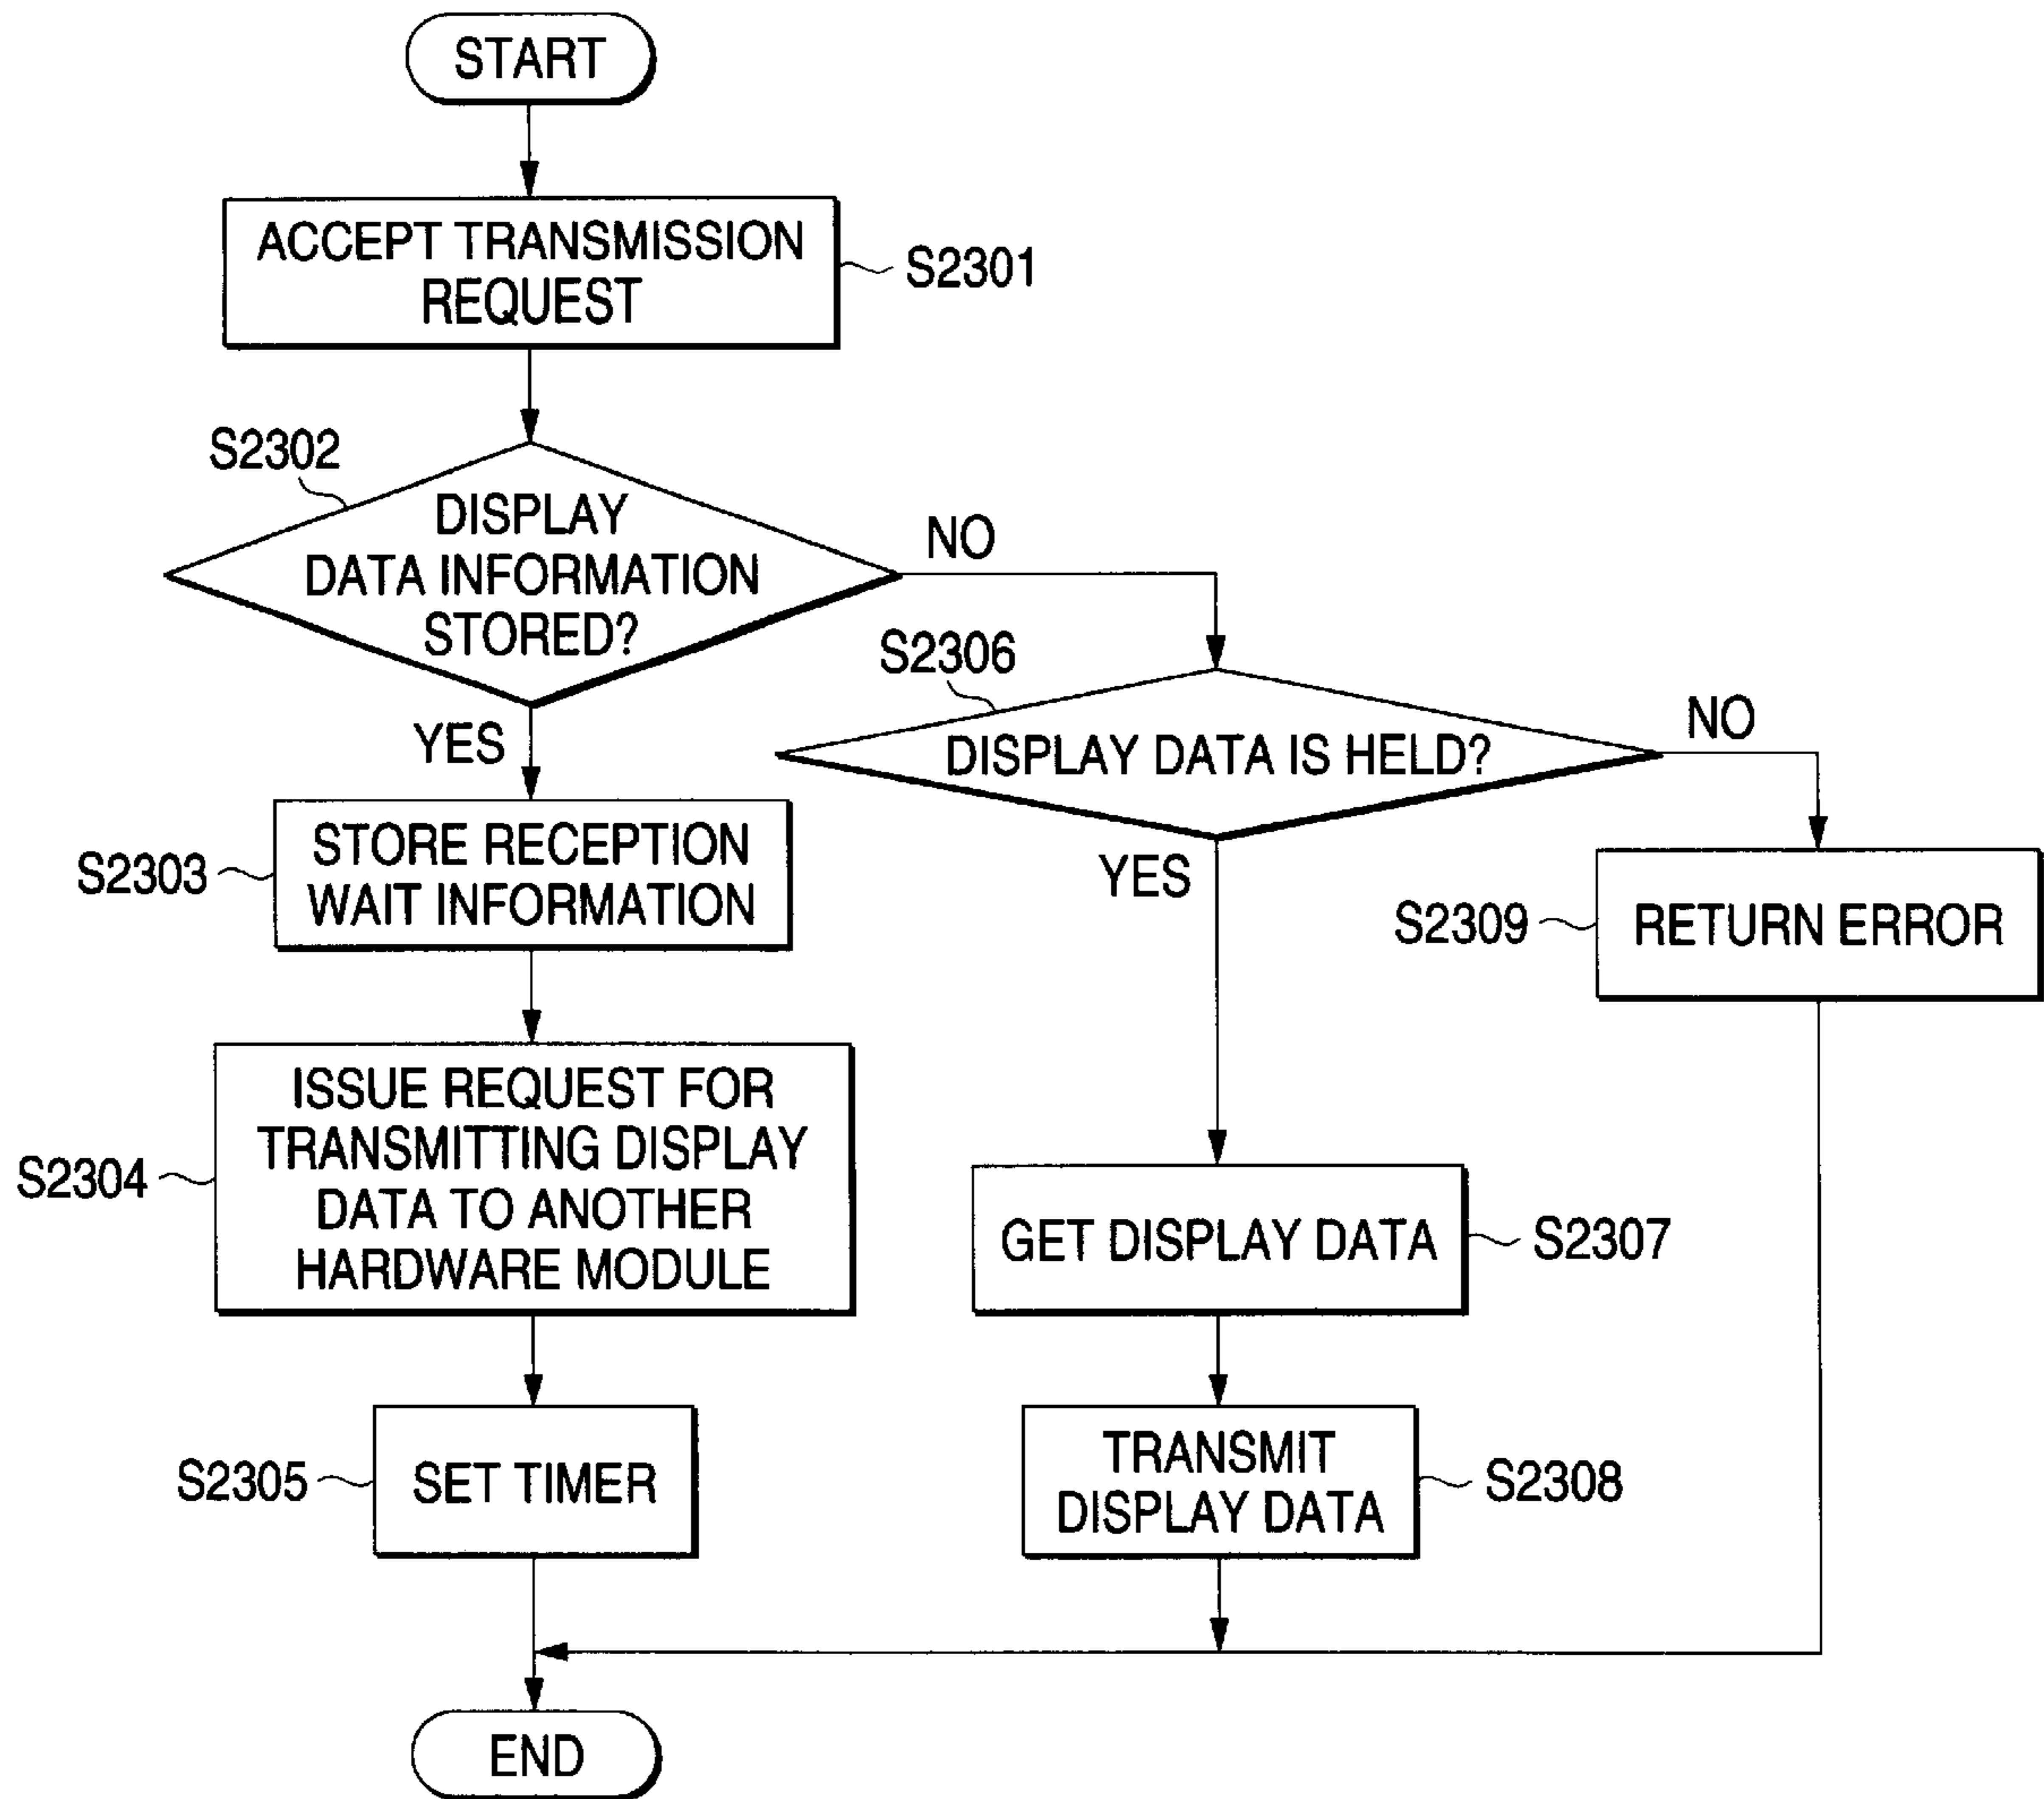 START
ACCEPT TRANSMISSION
REQUEST
S2301
S2302
DISPLAY
DATA INFORMATION
STORED?
NO
YES
S2306
DISPLAY DATA IS HELD?
NO
YES
S2303
STORE RECEPTION
WAIT INFORMATION
S2309
RETURN ERROR
S2304
ISSUE REQUEST FOR
TRANSMITTING DISPLAY
DATA TO ANOTHER
HARDWARE MODULE
GET DISPLAY DATA
S2307
S2305
SET TIMER
TRANSMIT
DISPLAY DATA
S2308
END